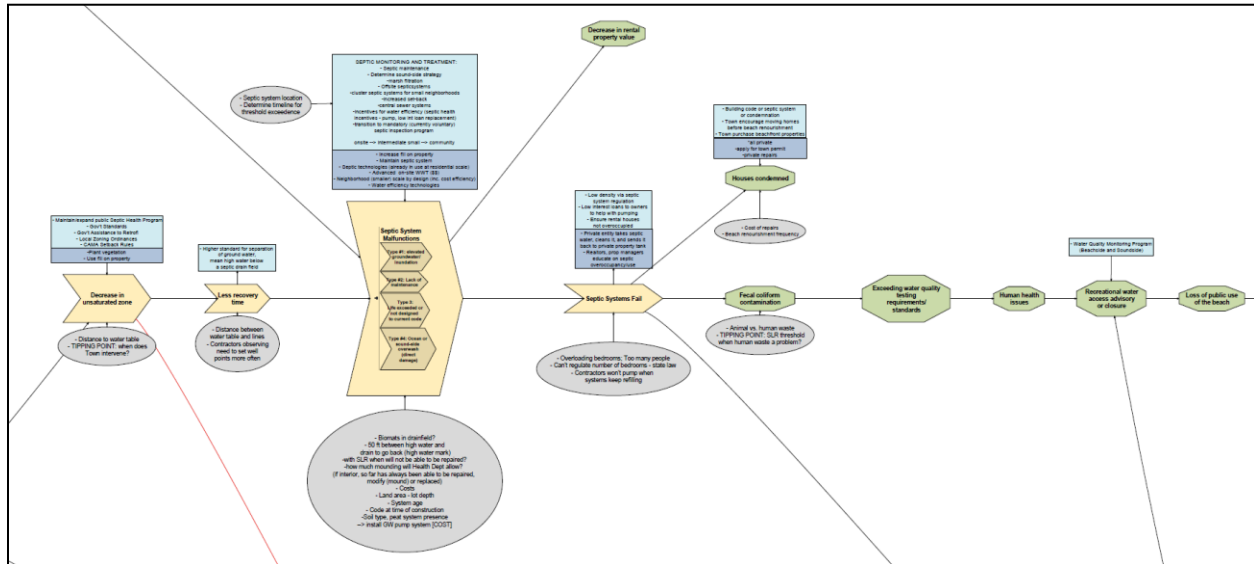 Decrease in rental
property value
SEPTIC MONITORING AND TREATMENT:
- Septic maintenance
- Determine sound-side strategy
-Harsh filtration
- Offsite septicsystems
-cluster septic systems for small neighborhoods
-Increased set-back
-central sewer systems
-Incentives for water efficiency (septic health
incentives - pump, low int loan replacement)
-transition to mandatory (currently voluntary)
septic inspection program
onsite --> intermediate small --> community
- Increase fill on property
- Maintain septic system
- Septic technologies (already in use at residential scale)
- Advanced on-site WWT
- Neighborhood (smaller) scale by design (inc. cost efficiency)
- Water efficiency technologies
- Septic system location
- Determine timeline for
threshold exceedence
- Building code or septic system
or condemnation
- Town encourage moving homes
before beach renourishment
- Town purchase beachfront properties
-apply for town permit
-private repairs
Houses condemned
- Cost of repairs
- Beach renourishment frequency
- Low density via septic
system regulation
- Low interest loans to owners
to help with pumping
- Ensure rental houses
not overoccupied
- Private entity takes septic
water, cleans it, and sends it
back to private property tank
- Realtors, prop managers
educate on septic
overoccupancy/use
- Maintain/expand public Septic Health Program
- Gov't Standards
- Gov't Assistance to Retrofit
- Local Zoning Ordinances
- CAMA Setback Rules
-Plant vegetation
- Use fill on property
- Higher standard for separation
of ground water,
mean high water below
a septic drain field
Septic System
Malfunctions
Type #1: elevated
groundwater/
inundation
Type #2: Lack of
maintenance
Type 3:
Life exceeded or
not designed
to current code
Type #4: Ocean or
sound-side
overwash
(direct
damage)
- Water Quality Monitoring Program
(Beachside and Soundside)
Decrease in
unsaturated zone
Less recovery
time
Septic Systems Fail
Fecal coliform
contamination
Exceeding water quality
testing
requirements/
standards
Human health
issues
Recreational water
access advisory
or closure
Loss of public use
of the beach
- Distance to water table
- TIPPING POINT: when does
Town intervene?
- Distance between
water table and lines
- Contractors observing
need to set well
points more often
- Animal vs. human waste
- TIPPING POINT: SLR threshold
when human waste a problem?
- Overloading bedrooms: Too many people
- Can't regulate number of bedrooms - state law
- Contractors won't pump when
systems keep refilling
- Biomats in drainfield?
- 50 ft between high water and
drain to go back (high water mark)
-with SLR when will not be able to be repaired?
-how much mounding will Health Dept allow?
(if interior, so far has always been able to be repaired,
modify (mound) or replaced)
- Costs
- Land area - lot depth
- System age
- Code at time of construction
-Soil type, peat system presence
--> install GW pump system [COST]